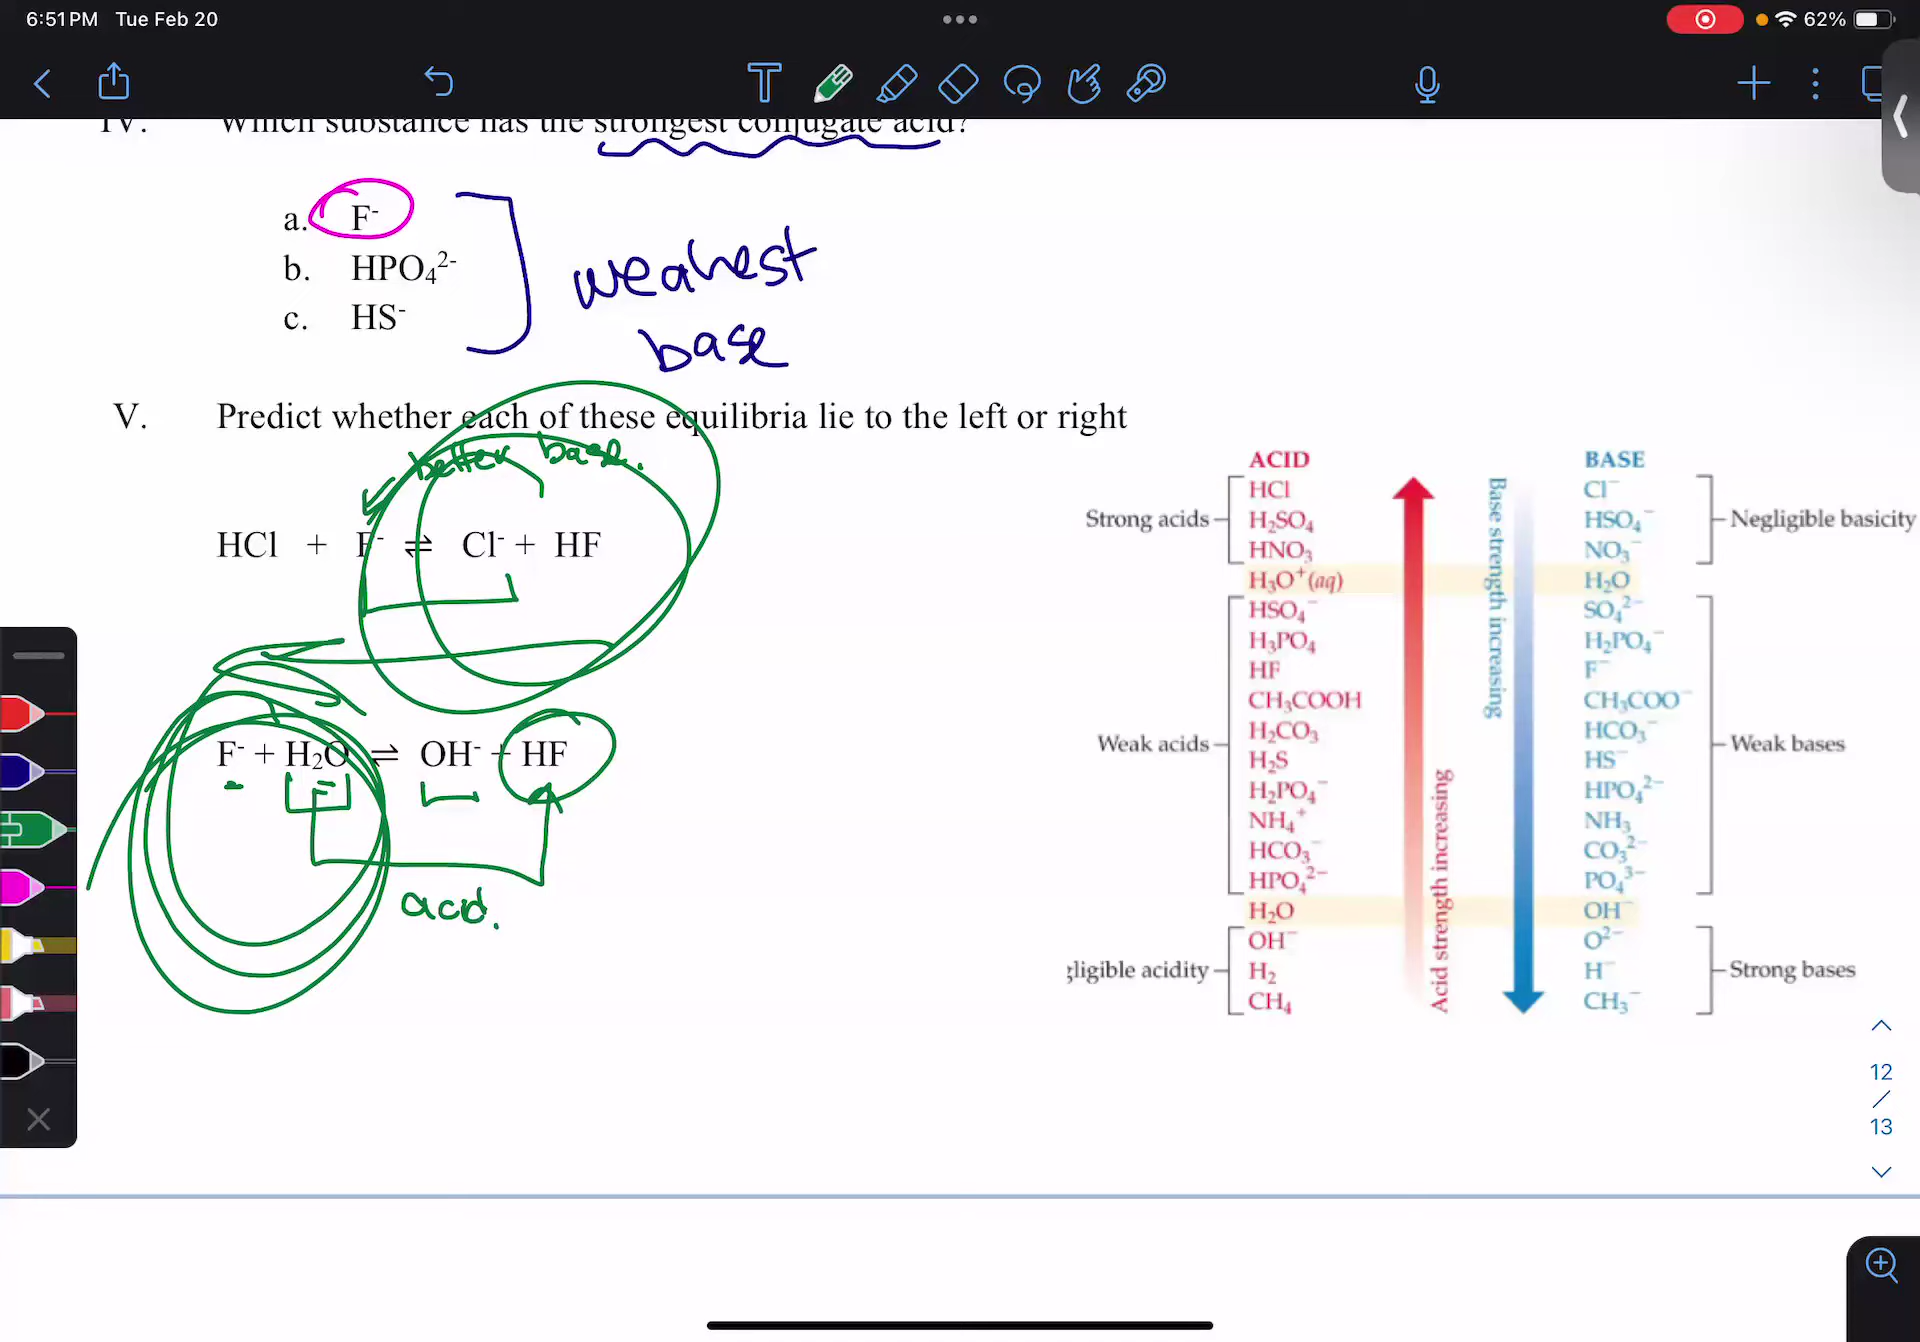 6:51 PM Tue Feb 20
62%
IV. Which substance has the strongest conjugate acid?
a. F⁻
b. HPO₄²⁻
c. HS⁻
weakest
base
V. Predict whether each of these equilibria lie to the left or right
better base.
HCl + F⁻ ⇌ Cl⁻ + HF
F⁻ + H₂O ⇌ OH⁻ + HF
acid.
ACID
Strong acids
HCl
H₂SO₄
HNO₃
H₃O⁺(aq)
Weak acids
HSO₄⁻
H₃PO₄
HF
CH₃COOH
H₂CO₃
H₂S
H₂PO₄⁻
NH₄⁺
HCO₃⁻
HPO₄²⁻
H₂O
gligible acidity
OH⁻
H₂
CH₄
Acid strength increasing
Base strength increasing
BASE
Cl⁻
HSO₄⁻
NO₃⁻
Negligible basicity
H₂O
SO₄²⁻
H₂PO₄⁻
F⁻
CH₃COO⁻
HCO₃⁻
HS⁻
HPO₄²⁻
NH₃
CO₃²⁻
PO₄³⁻
Weak bases
OH⁻
O²⁻
H⁻
CH₃⁻
Strong bases
12
/
13